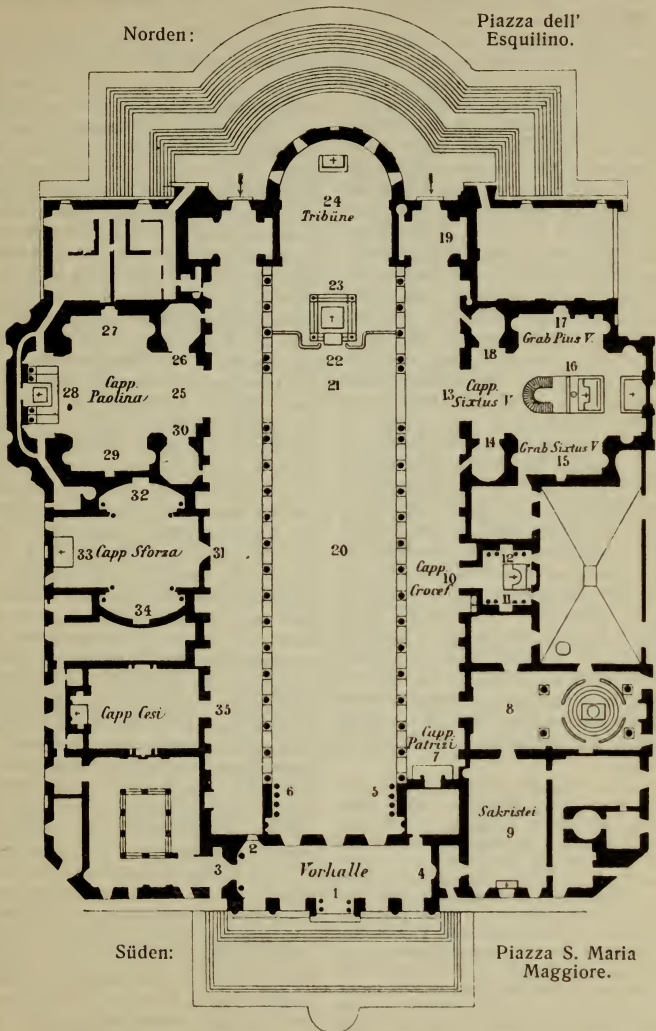 Norden:
Piazza dell'
Esquilino.
24
Tribüne
19
23
27
17
Grab Pius V.
26
18
22
28
Capp.
Paolina
25
21
13
Capp.
Sixtus V
16
30
14
Grab Sixtus V
15
29
32
33 Capp Sforza
31
20
Capp.
10
Crocef.
12
11
34
Capp Cesi
35
8
Capp.
Patrizi
7
6
5
Sakristei
9
2
3
Vorhalle
4
1
Süden:
Piazza S. Maria
Maggiore.